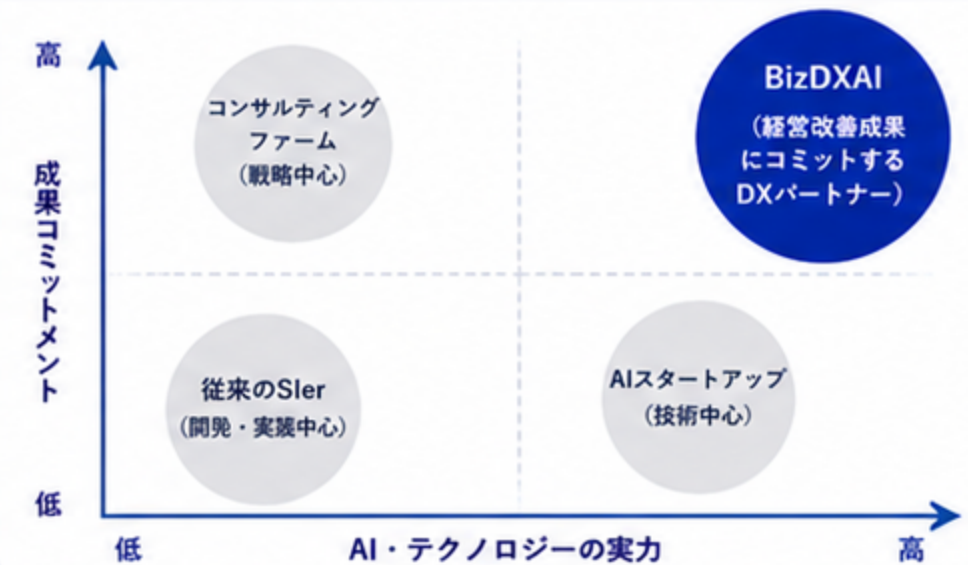 高
成果コミットメント
低
コンサルティング
ファーム
（戦略中心）
BizDXAI
（経営改善成果
にコミットする
DXパートナー）
従来のSIer
（開発・実践中心）
AIスタートアップ
（技術中心）
低
AI・テクノロジーの実力
高